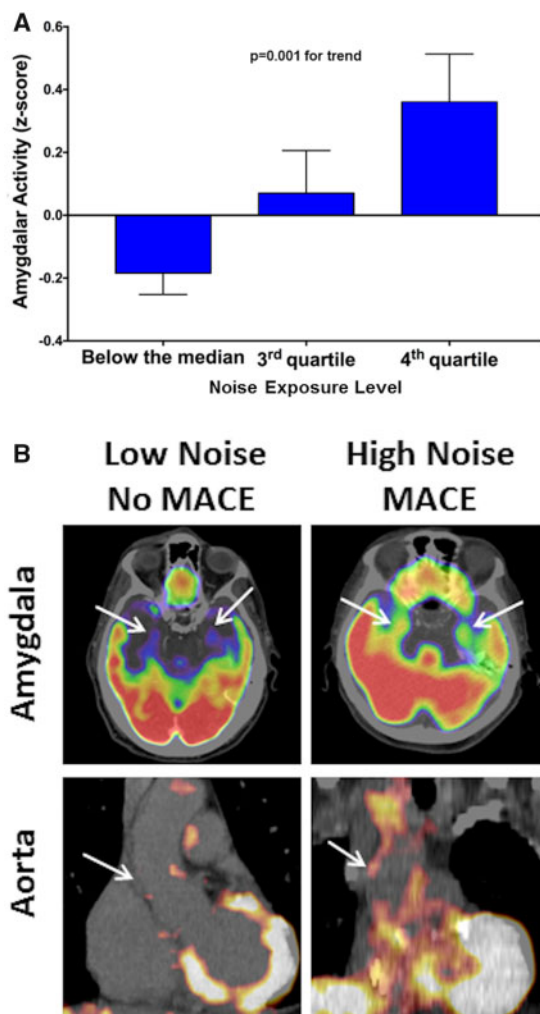 A
p=0.001 for trend
Amygdalar Activity (z-score)
0.6
0.4
0.2
0.0
-0.2
-0.4
Below the median
3rd quartile
4th quartile
Noise Exposure Level
B
Low Noise
No MACE
High Noise
MACE
Amygdala
Aorta